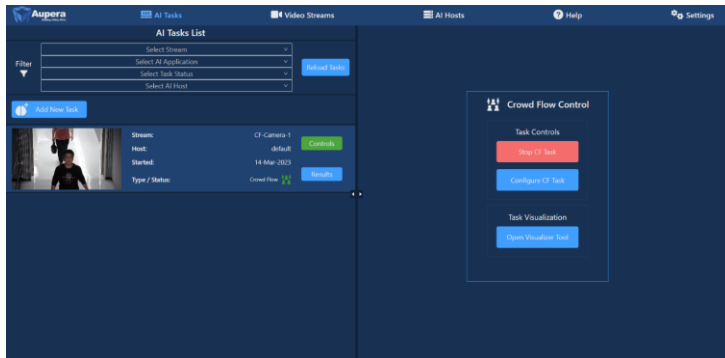 Aupera
AI Tasks
Video Streams
AI Hosts
Help
Settings
AI Tasks List
Filter
Select Stream
Select AI Application
Select Task Status
Select AI Host
Reload Tasks
Add New Task
Stream: CF-Camera-1
Host: default
Started: 14-Mar-2023
Type / Status: Crowd Flow
Controls
Results
Crowd Flow Control
Task Controls
Stop CF Task
Configure CF Task
Task Visualization
Open Visualizer Tool